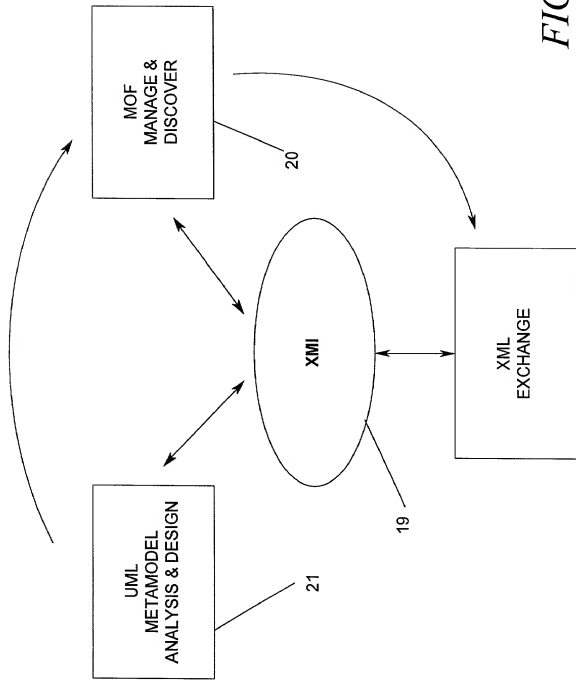 UML
METAMODEL
ANALYSIS & DESIGN
21
MOF
MANAGE &
DISCOVER
20
XMI
19
XML
EXCHANGE